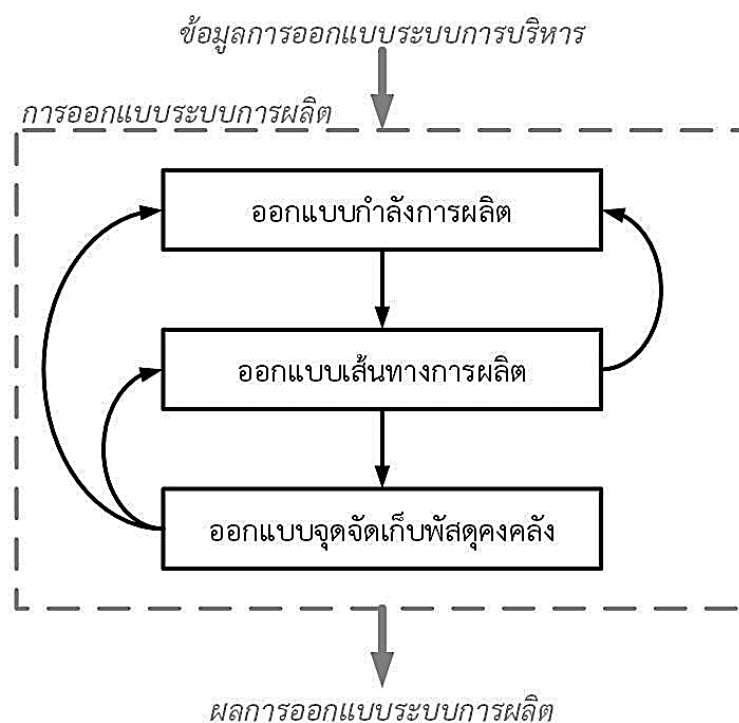 ข้อมูลการออกแบบระบบการบริหาร
การออกแบบระบบการผลิต
ออกแบบกำลังการผลิต
ออกแบบเส้นทางการผลิต
ออกแบบจุดจัดเก็บพัสดุคงคลัง
ผลการออกแบบระบบการผลิต